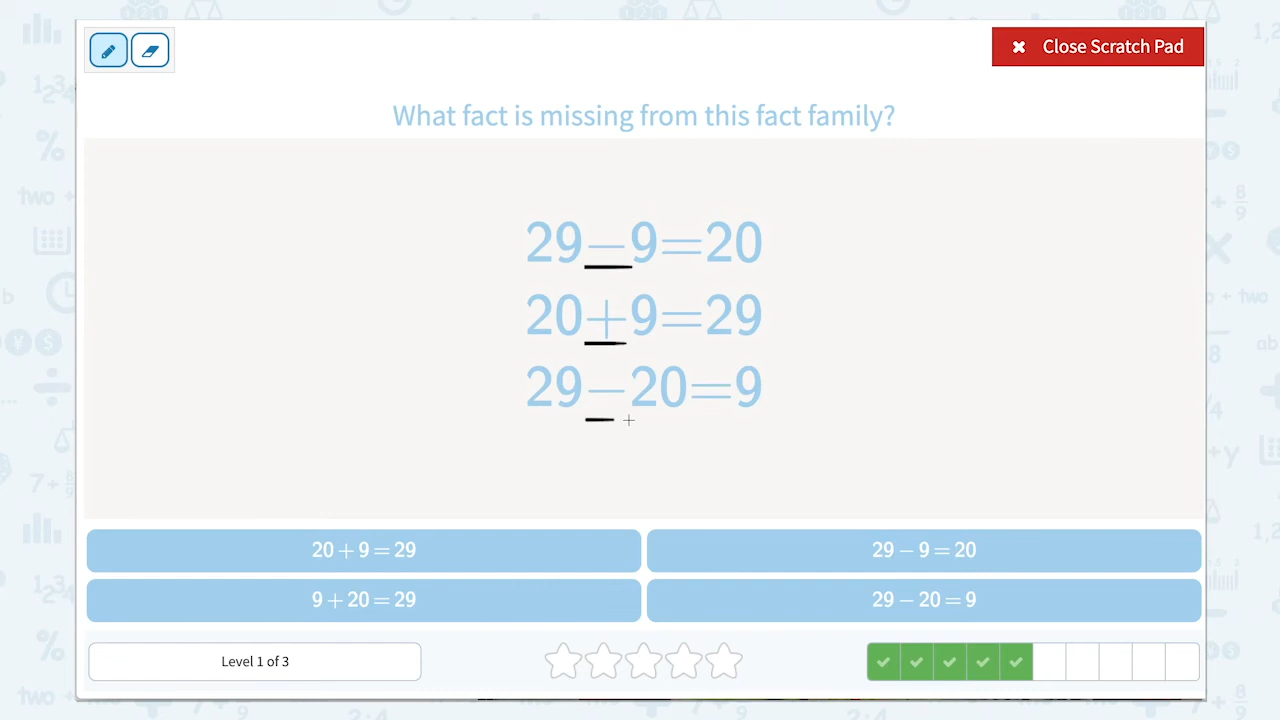 Close Scratch Pad
What fact is missing from this fact family?
29−9=20
20+9=29
29−20=9
20 + 9 = 29
29 − 9 = 20
9 + 20 = 29
29 − 20 = 9
Level 1 of 3